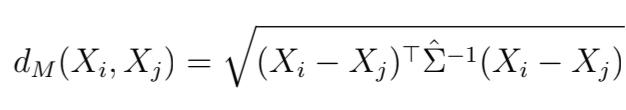 $d_M(X_i, X_j) = \sqrt{(X_i - X_j)^\top \hat{\Sigma}^{-1} (X_i - X_j)}$